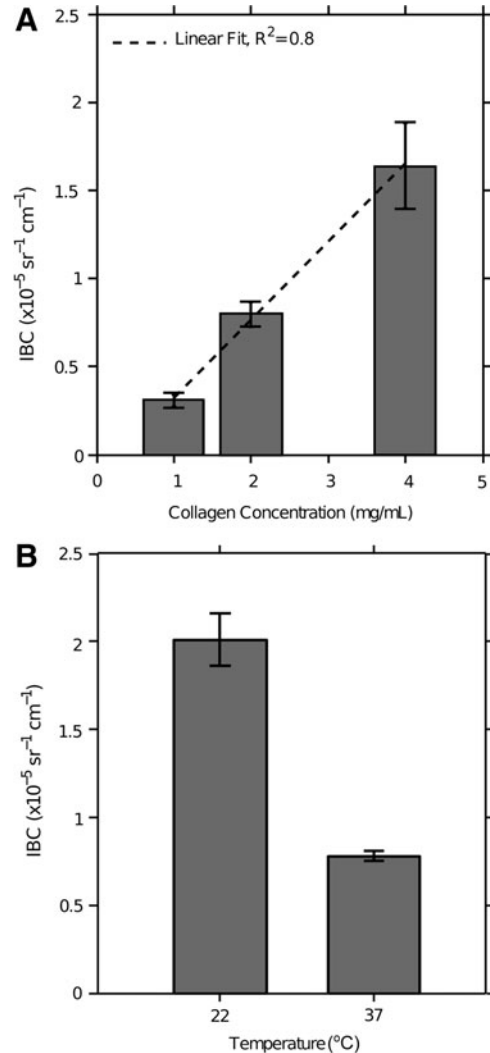 A
2.5
Linear Fit, R²=0.8
2
1.5
1
0.5
0
IBC (x10⁻⁵ sr⁻¹ cm⁻¹)
0 1 2 3 4 5
Collagen Concentration (mg/mL)
B
2.5
2
1.5
1
0.5
0
IBC (x10⁻⁵ sr⁻¹ cm⁻¹)
22 37
Temperature (°C)